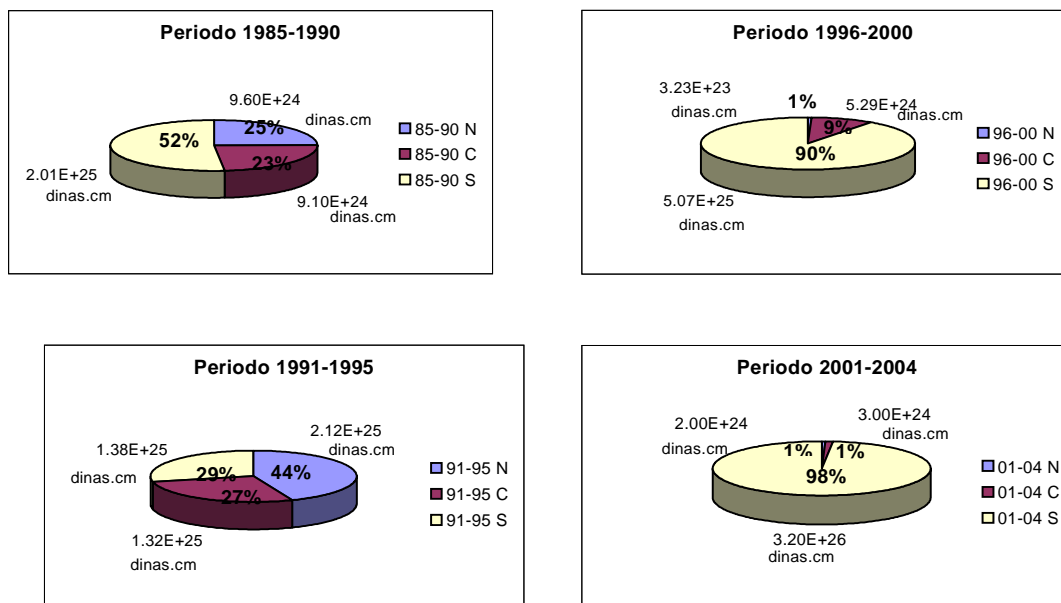 Periodo 1985-1990
9.60E+24
dinas.cm
25%
52%
23%
2.01E+25
dinas.cm
9.10E+24
dinas.cm
85-90 N
85-90 C
85-90 S
Periodo 1996-2000
3.23E+23
dinas.cm
1%
5.29E+24
dinas.cm
9%
90%
5.07E+25
dinas.cm
96-00 N
96-00 C
96-00 S
Periodo 1991-1995
1.38E+25
dinas.cm
2.12E+25
dinas.cm
29%
44%
27%
1.32E+25
dinas.cm
91-95 N
91-95 C
91-95 S
Periodo 2001-2004
2.00E+24
dinas.cm
3.00E+24
dinas.cm
1%
1%
98%
3.20E+26
dinas.cm
01-04 N
01-04 C
01-04 S